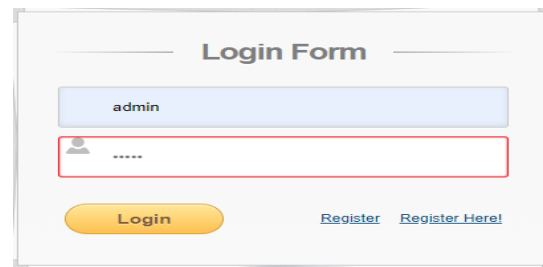 Login Form
admin
•••••
Login Register Register Here!